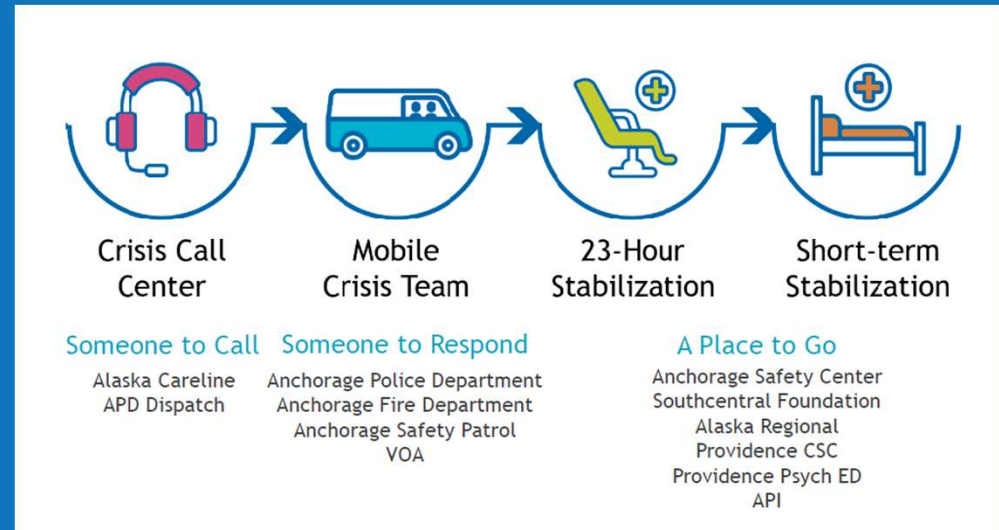 Crisis Call
Center
Mobile
Crisis Team
23-Hour
Stabilization
Short-term
Stabilization
Someone to Call
Alaska Careline
APD Dispatch
Someone to Respond
Anchorage Police Department
Anchorage Fire Department
Anchorage Safety Patrol
VOA
A Place to Go
Anchorage Safety Center
Southcentral Foundation
Alaska Regional
Providence CSC
Providence Psych ED
API